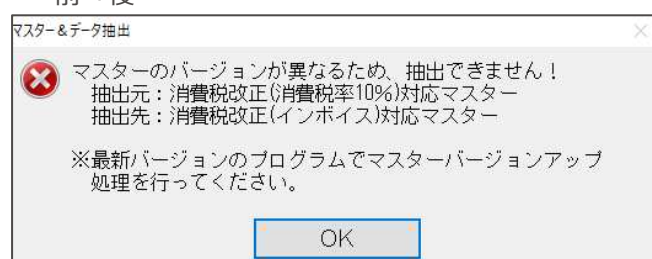 マスター&データ抽出
マスターのバージョンが異なるため、抽出できません!
抽出元:消費税改正(消費税率10%)対応マスター
抽出先:消費税改正(インボイス)対応マスター
※最新バージョンのプログラムでマスターバージョンアップ
処理を行ってください。
OK